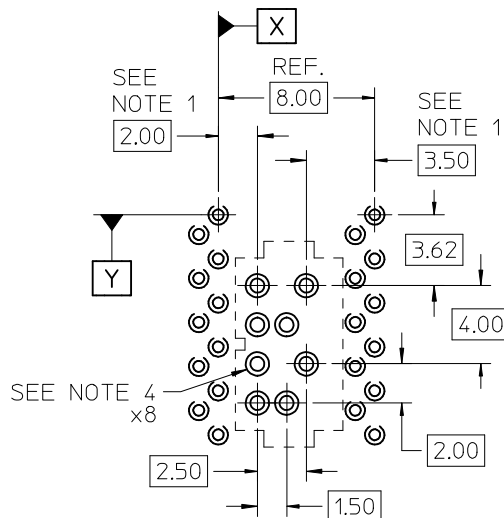 X
SEE
NOTE 1
REF.
8.00
SEE
NOTE 1
2.00
3.50
Y
3.62
4.00
SEE NOTE 4
x8
2.00
2.50
1.50